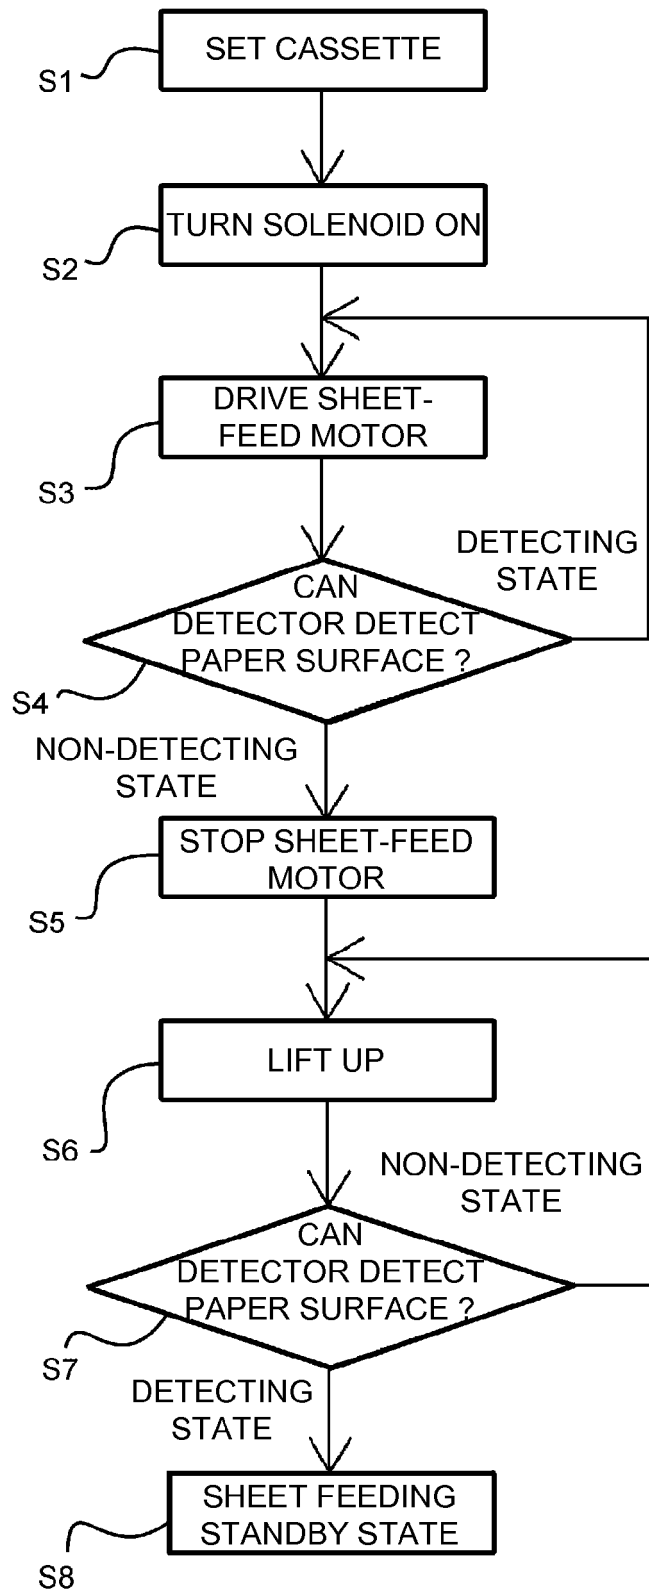 SET CASSETTE
S1
TURN SOLENOID ON
S2
DRIVE SHEET-
FEED MOTOR
S3
DETECTING
STATE
CAN
DETECTOR DETECT
PAPER SURFACE ?
S4
NON-DETECTING
STATE
STOP SHEET-FEED
MOTOR
S5
LIFT UP
S6
NON-DETECTING
STATE
CAN
DETECTOR DETECT
PAPER SURFACE ?
S7
DETECTING
STATE
SHEET FEEDING
STANDBY STATE
S8